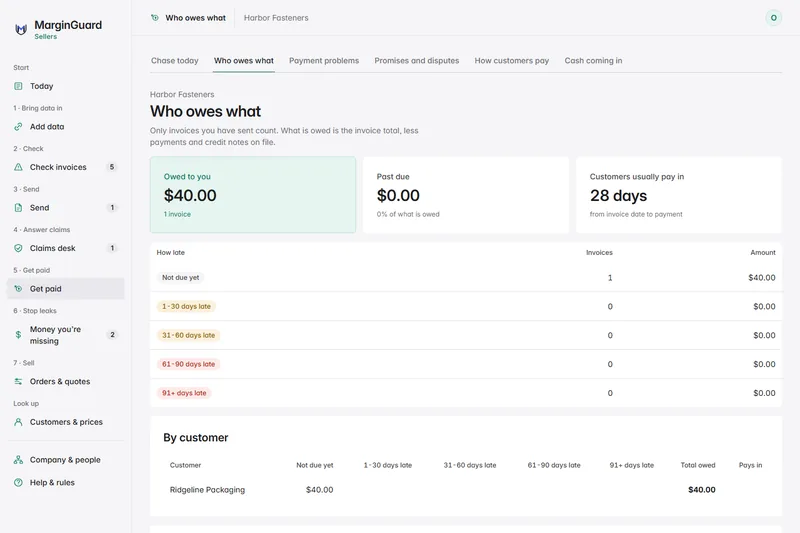 MarginGuard
Sellers
Start
Today
1 · Bring data in
Add data
2 · Check
Check invoices 5
3 · Send
Send 1
4 · Answer claims
Claims desk 1
5 · Get paid
Get paid
6 · Stop leaks
Money you're
missing 2
7 · Sell
Orders & quotes
Look up
Customers & prices
Company & people
Help & rules
Who owes what Harbor Fasteners O
Chase today Who owes what Payment problems Promises and disputes How customers pay Cash coming in
Harbor Fasteners
Who owes what
Only invoices you have sent count. What is owed is the invoice total, less
payments and credit notes on file.
Owed to you
$40.00
1 invoice
Past due
$0.00
0% of what is owed
Customers usually pay in
28 days
from invoice date to payment
How late Invoices Amount
Not due yet 1 $40.00
1-30 days late 0 $0.00
31-60 days late 0 $0.00
61-90 days late 0 $0.00
91+ days late 0 $0.00
By customer
Customer Not due yet 1-30 days late 31-60 days late 61-90 days late 91+ days late Total owed Pays in
Ridgeline Packaging $40.00 $40.00